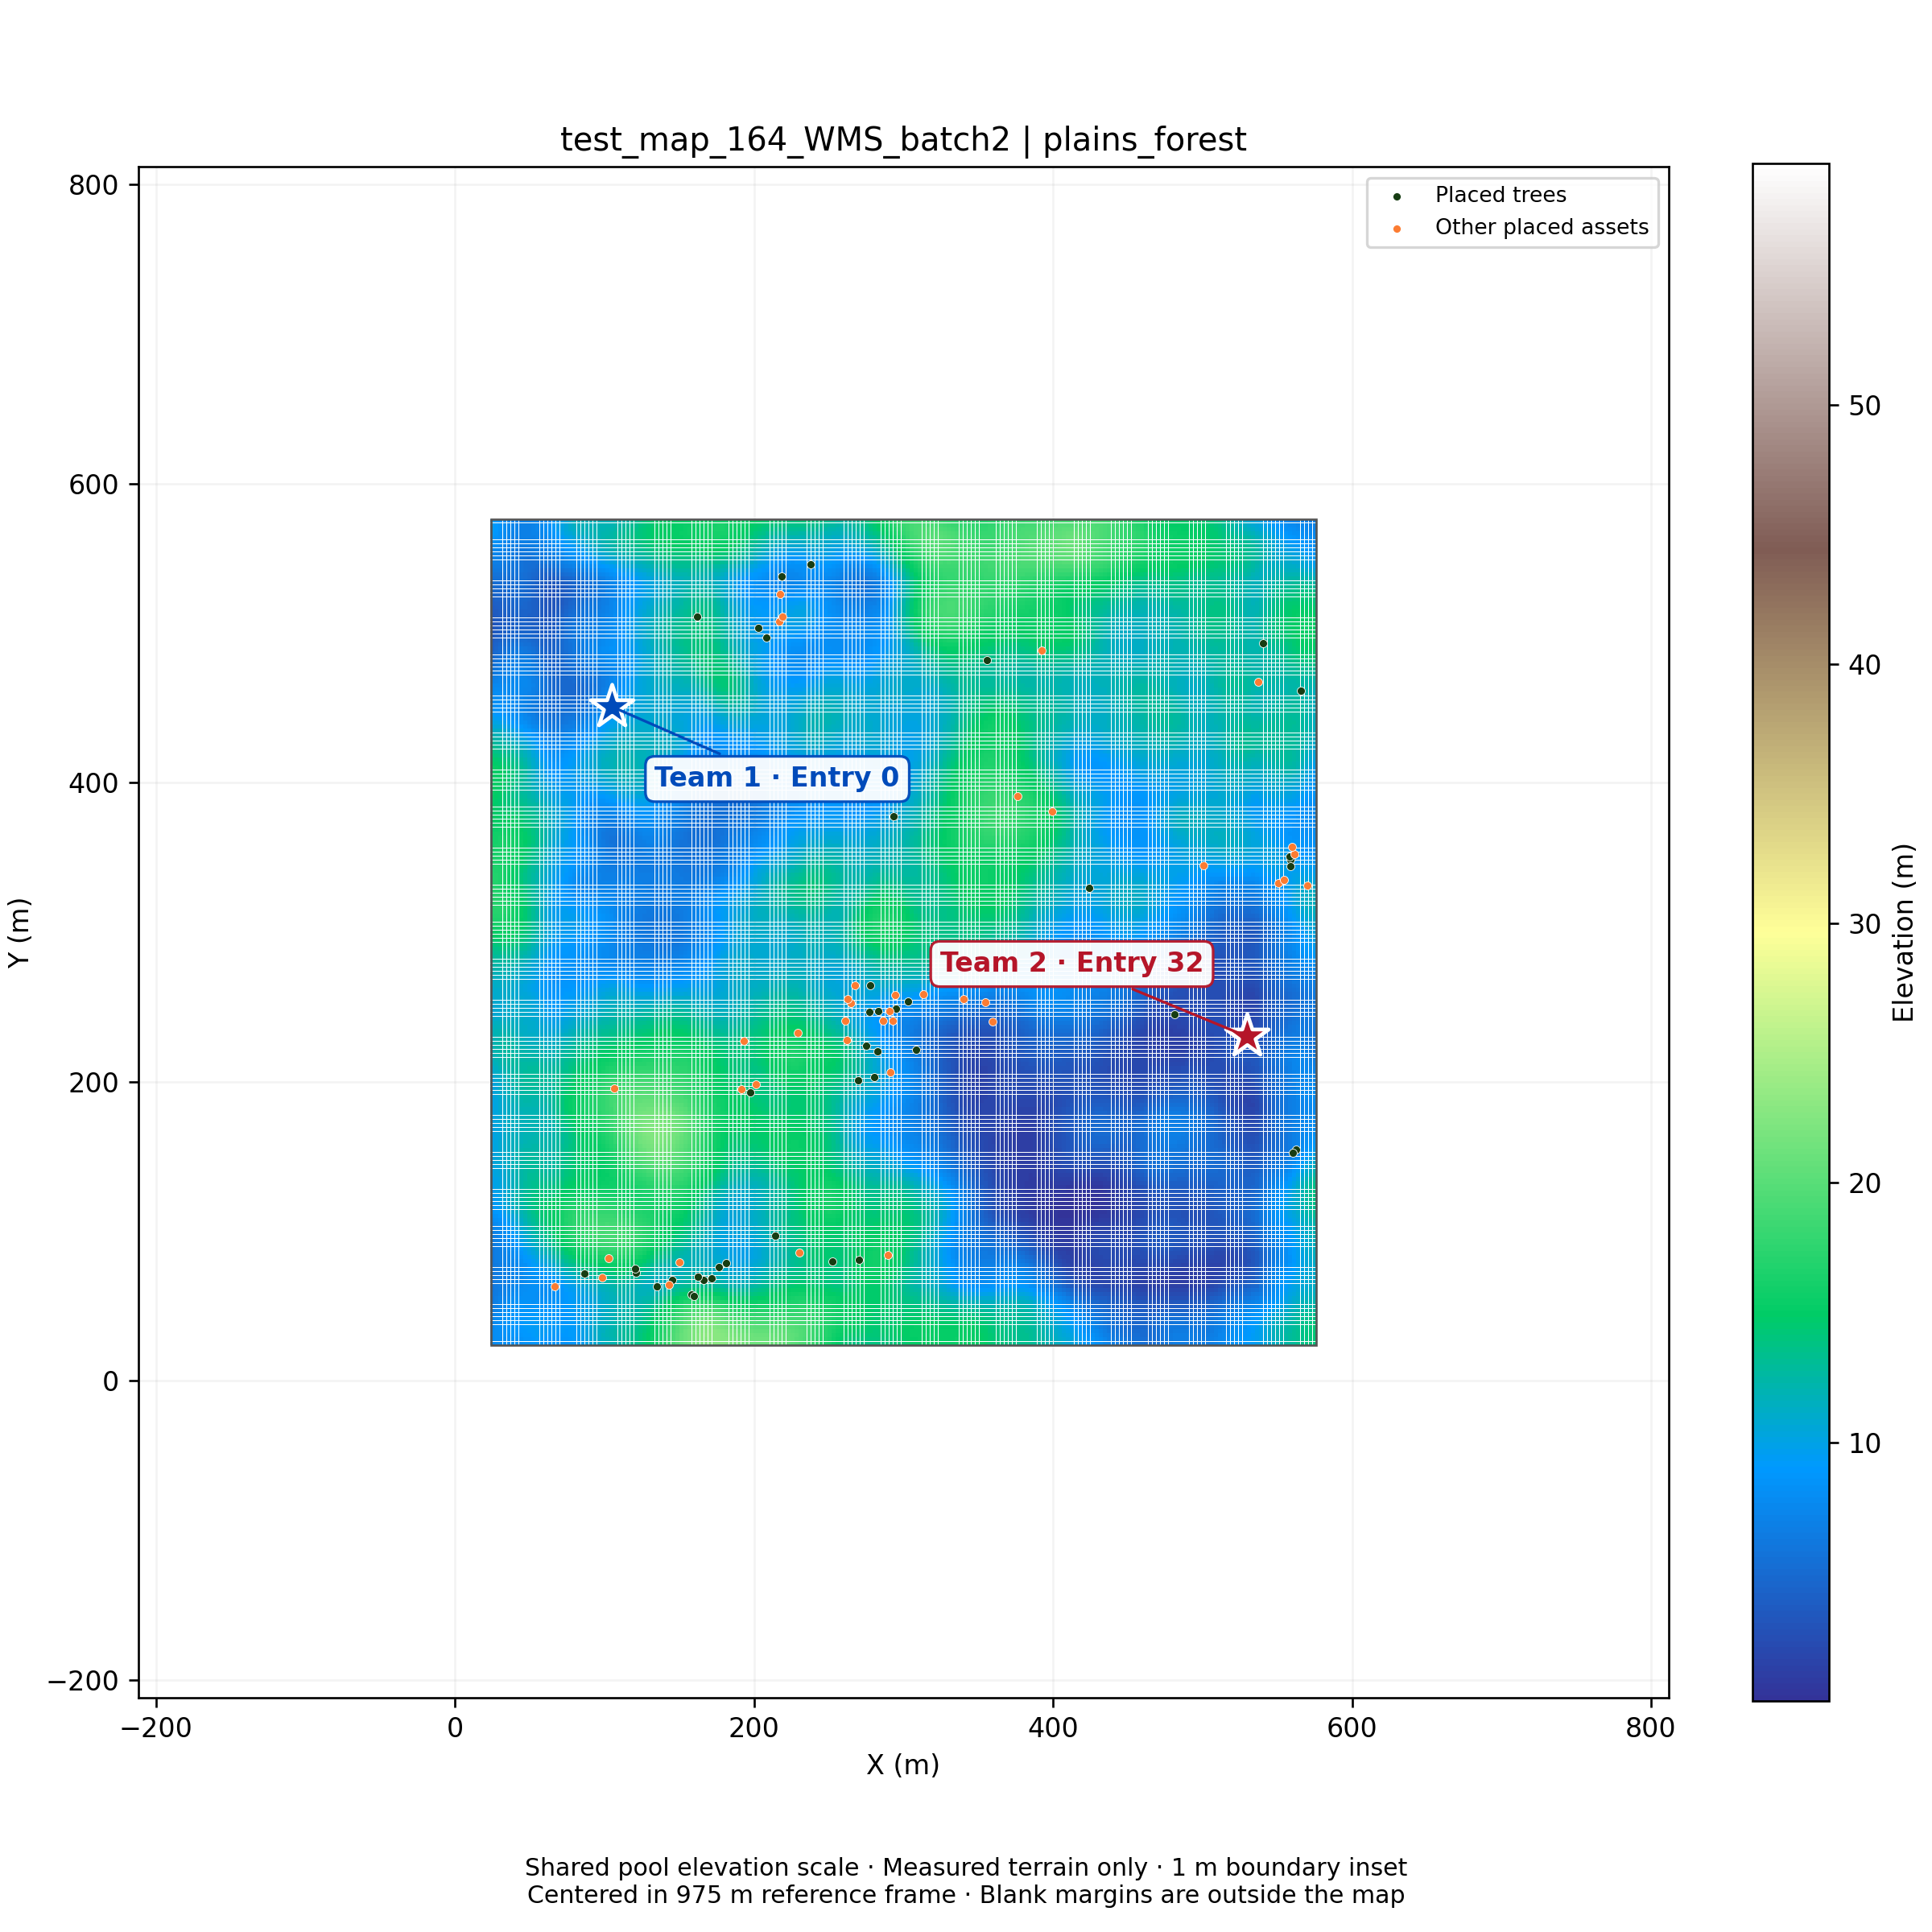 test_map_164_WMS_batch2 | plains_forest
Placed trees
Other placed assets
Team 1 · Entry 0
Team 2 · Entry 32
800
600
400
200
0
−200
Y (m)
−200
0
200
400
600
800
X (m)
50
40
30
20
10
Elevation (m)
Shared pool elevation scale · Measured terrain only · 1 m boundary inset
Centered in 975 m reference frame · Blank margins are outside the map